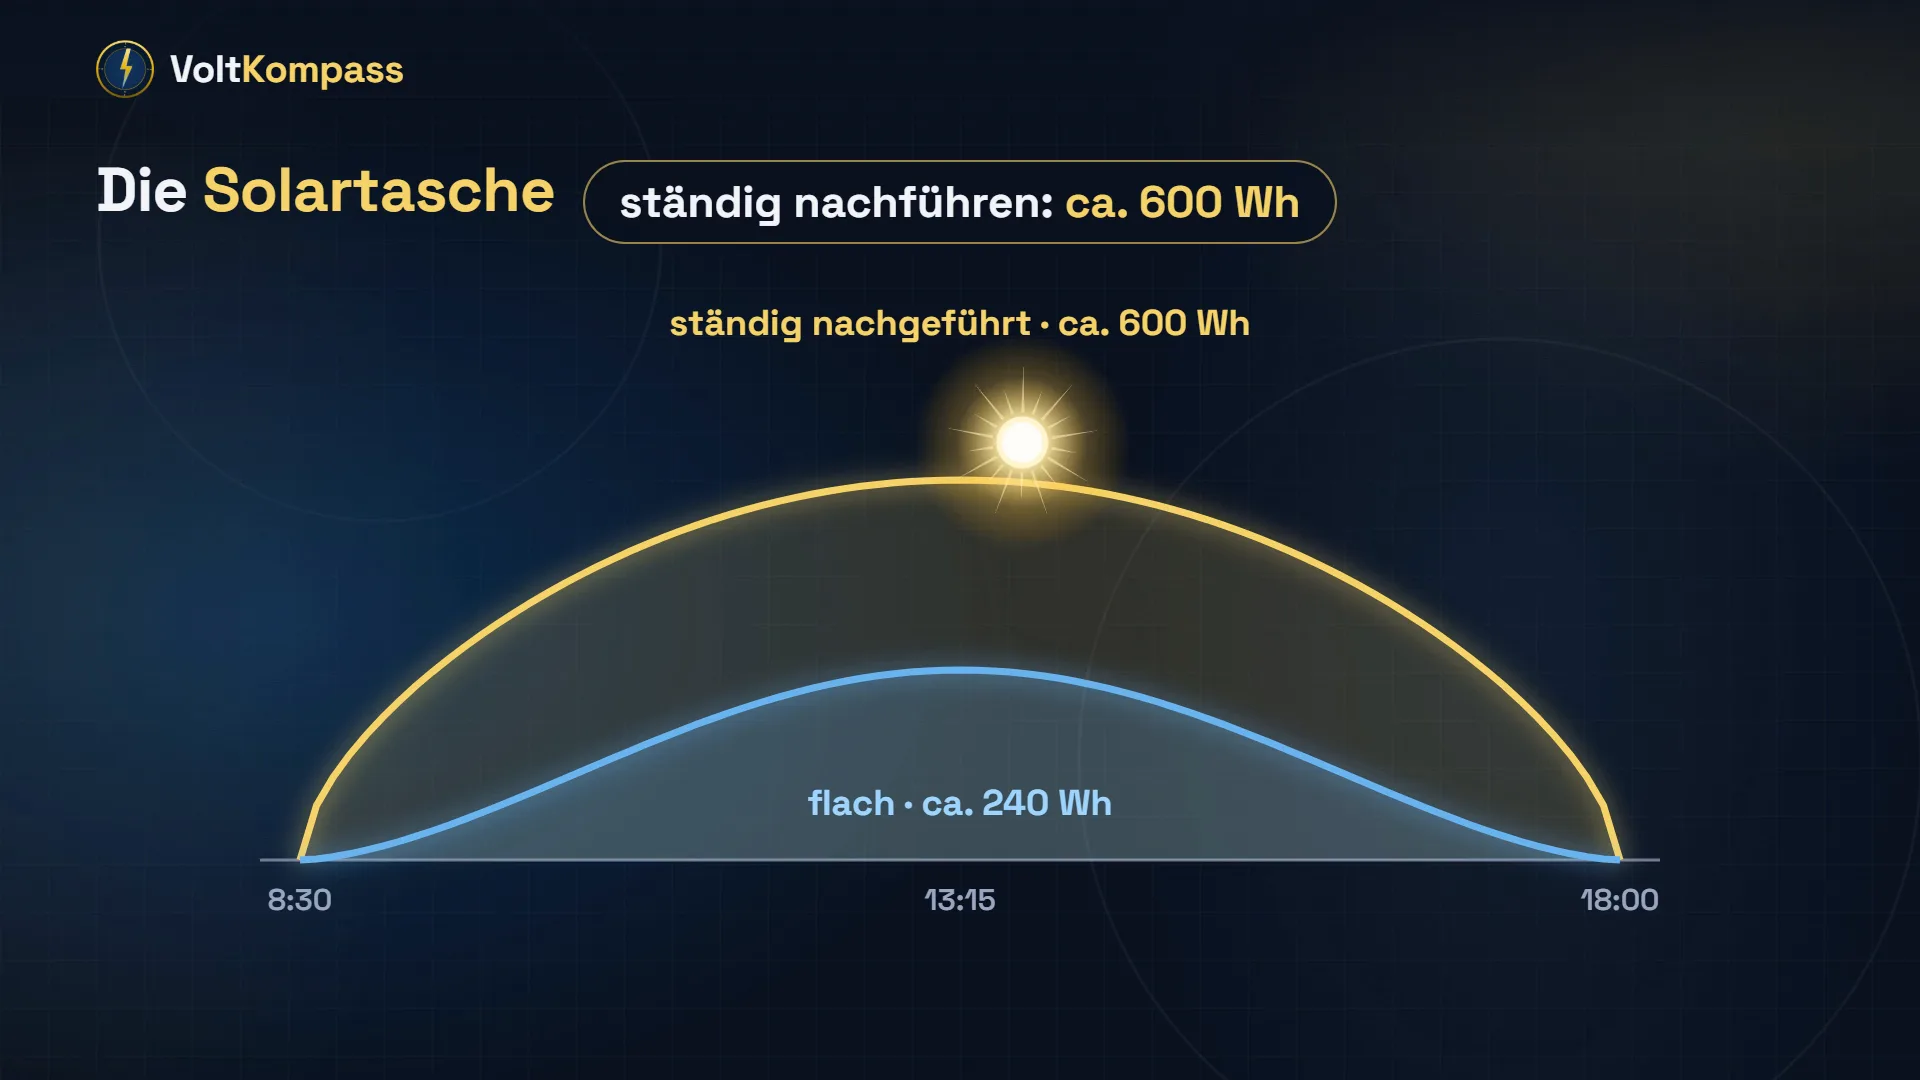 VoltKompass
Die Solartasche
ständig nachführen: ca. 600 Wh
ständig nachgeführt · ca. 600 Wh
flach · ca. 240 Wh
8:30
13:15
18:00